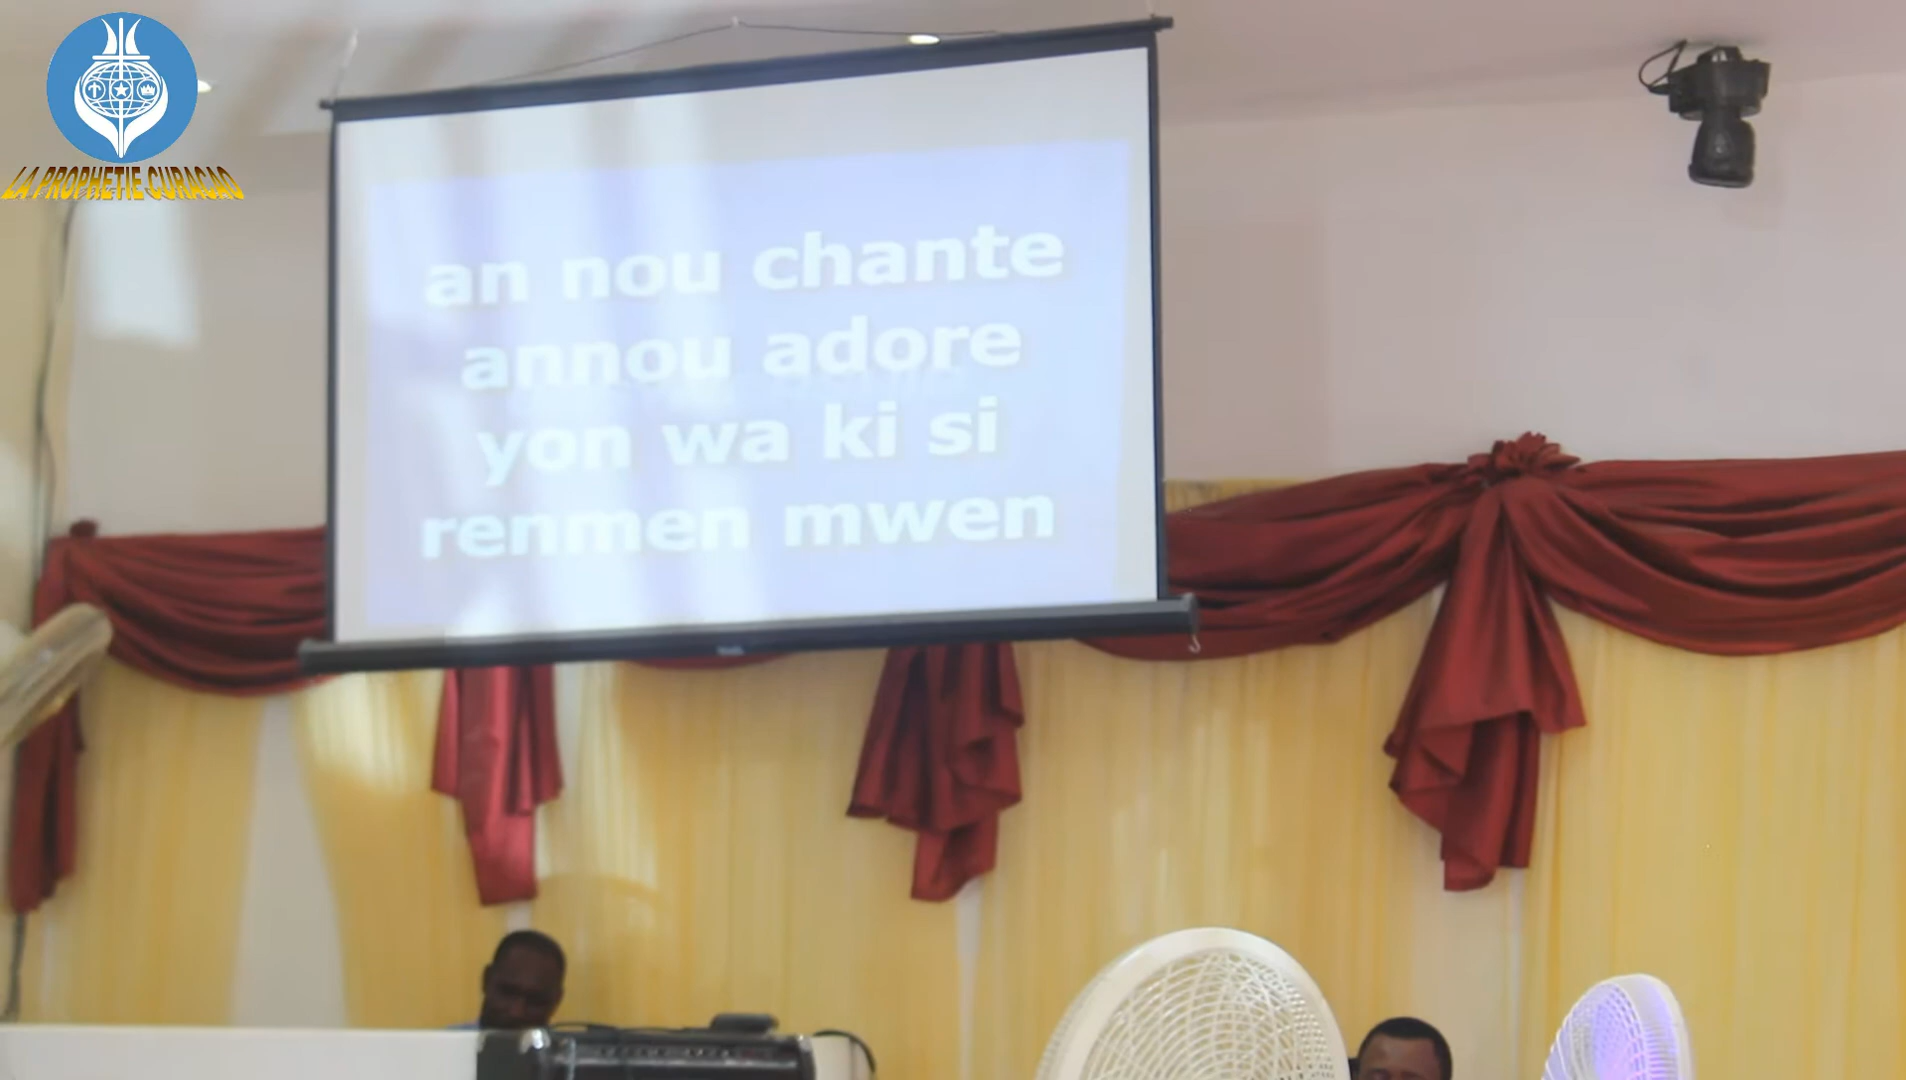 LA PROPHETIE CURACAO
an nou chante
annou adore
yon wa ki si
renmen mwen